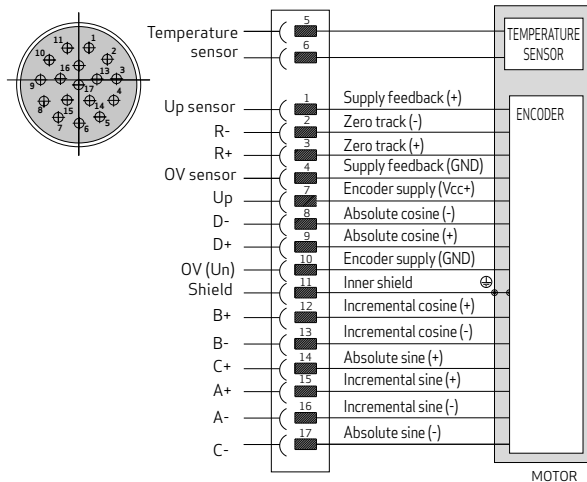 11 1
10 2
16
9 13 3
17
8 15 14 4
7 6 5
Temperature sensor
5
6
TEMPERATURE SENSOR
Up sensor 1 Supply feedback (+)
ENCODER
R- 2 Zero track (-)
R+ 3 Zero track (+)
OV sensor 4 Supply feedback (GND)
Up 7 Encoder supply (Vcc+)
D- 8 Absolute cosine (-)
D+ 9 Absolute cosine (+)
OV (Un) 10 Encoder supply (GND)
Shield 11 Inner shield
B+ 12 Incremental cosine (+)
B- 13 Incremental cosine (-)
C+ 14 Absolute sine (+)
A+ 15 Incremental sine (+)
A- 16 Incremental sine (-)
C- 17 Absolute sine (-)
MOTOR